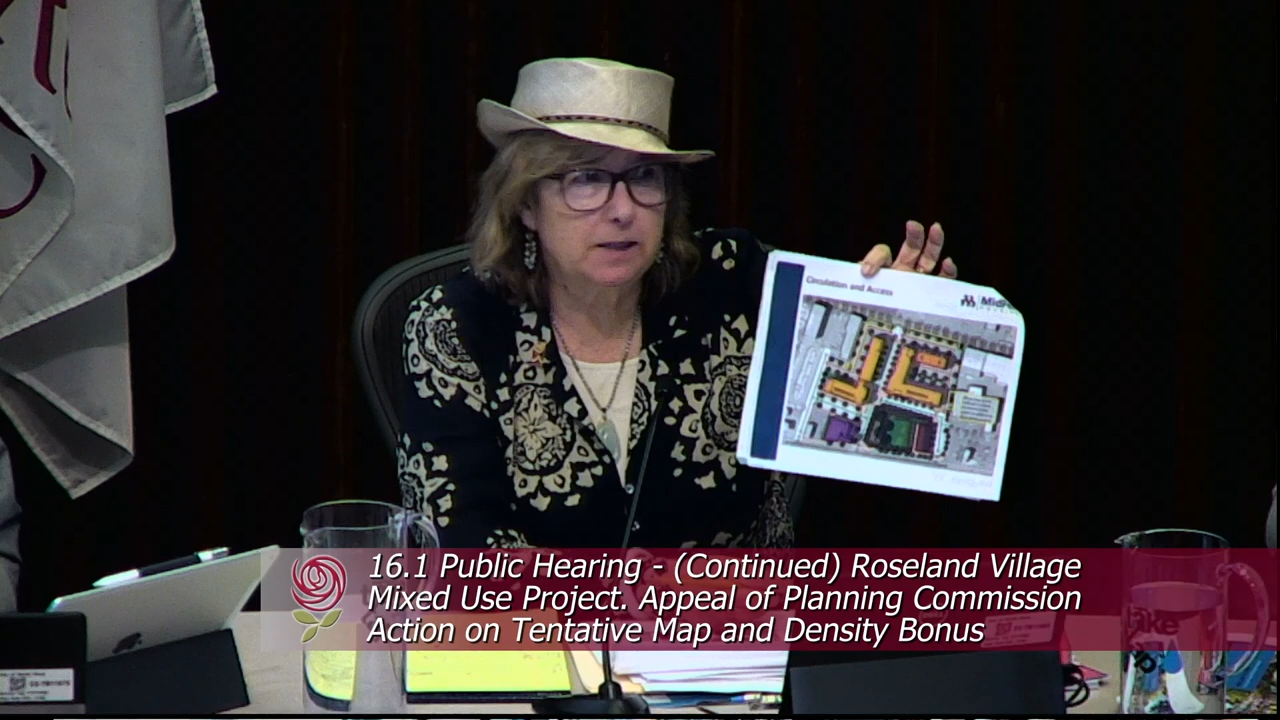 Circulation and Access
16.1 Public Hearing - (Continued) Roseland Village
Mixed Use Project. Appeal of Planning Commission
Action on Tentative Map and Density Bonus